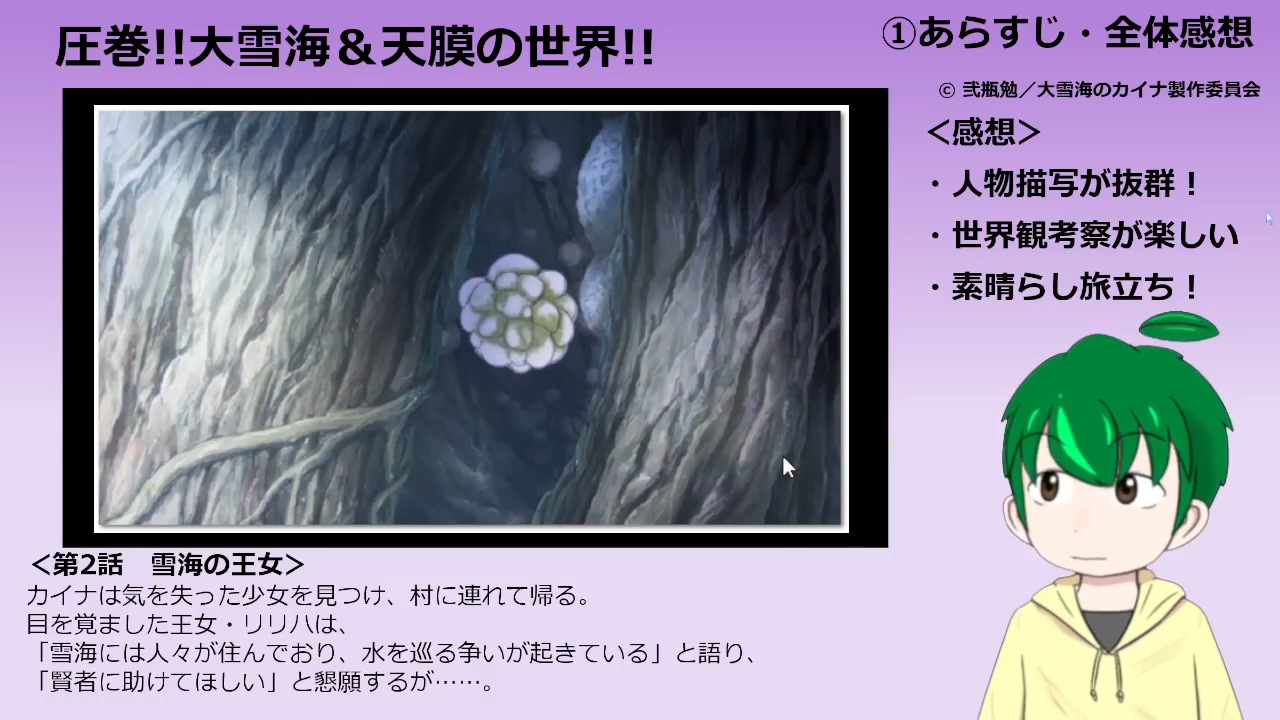 圧巻!!大雪海＆天膜の世界!!
①あらすじ・全体感想
© 弐瓶勉／大雪海のカイナ製作委員会
＜感想＞
・人物描写が抜群！
・世界観考察が楽しい
・素晴らし旅立ち！
＜第2話　雪海の王女＞
カイナは気を失った少女を見つけ、村に連れて帰る。
目を覚ました王女・リリハは、
「雪海には人々が住んでおり、水を巡る争いが起きている」と語り、
「賢者に助けてほしい」と懇願するが……。